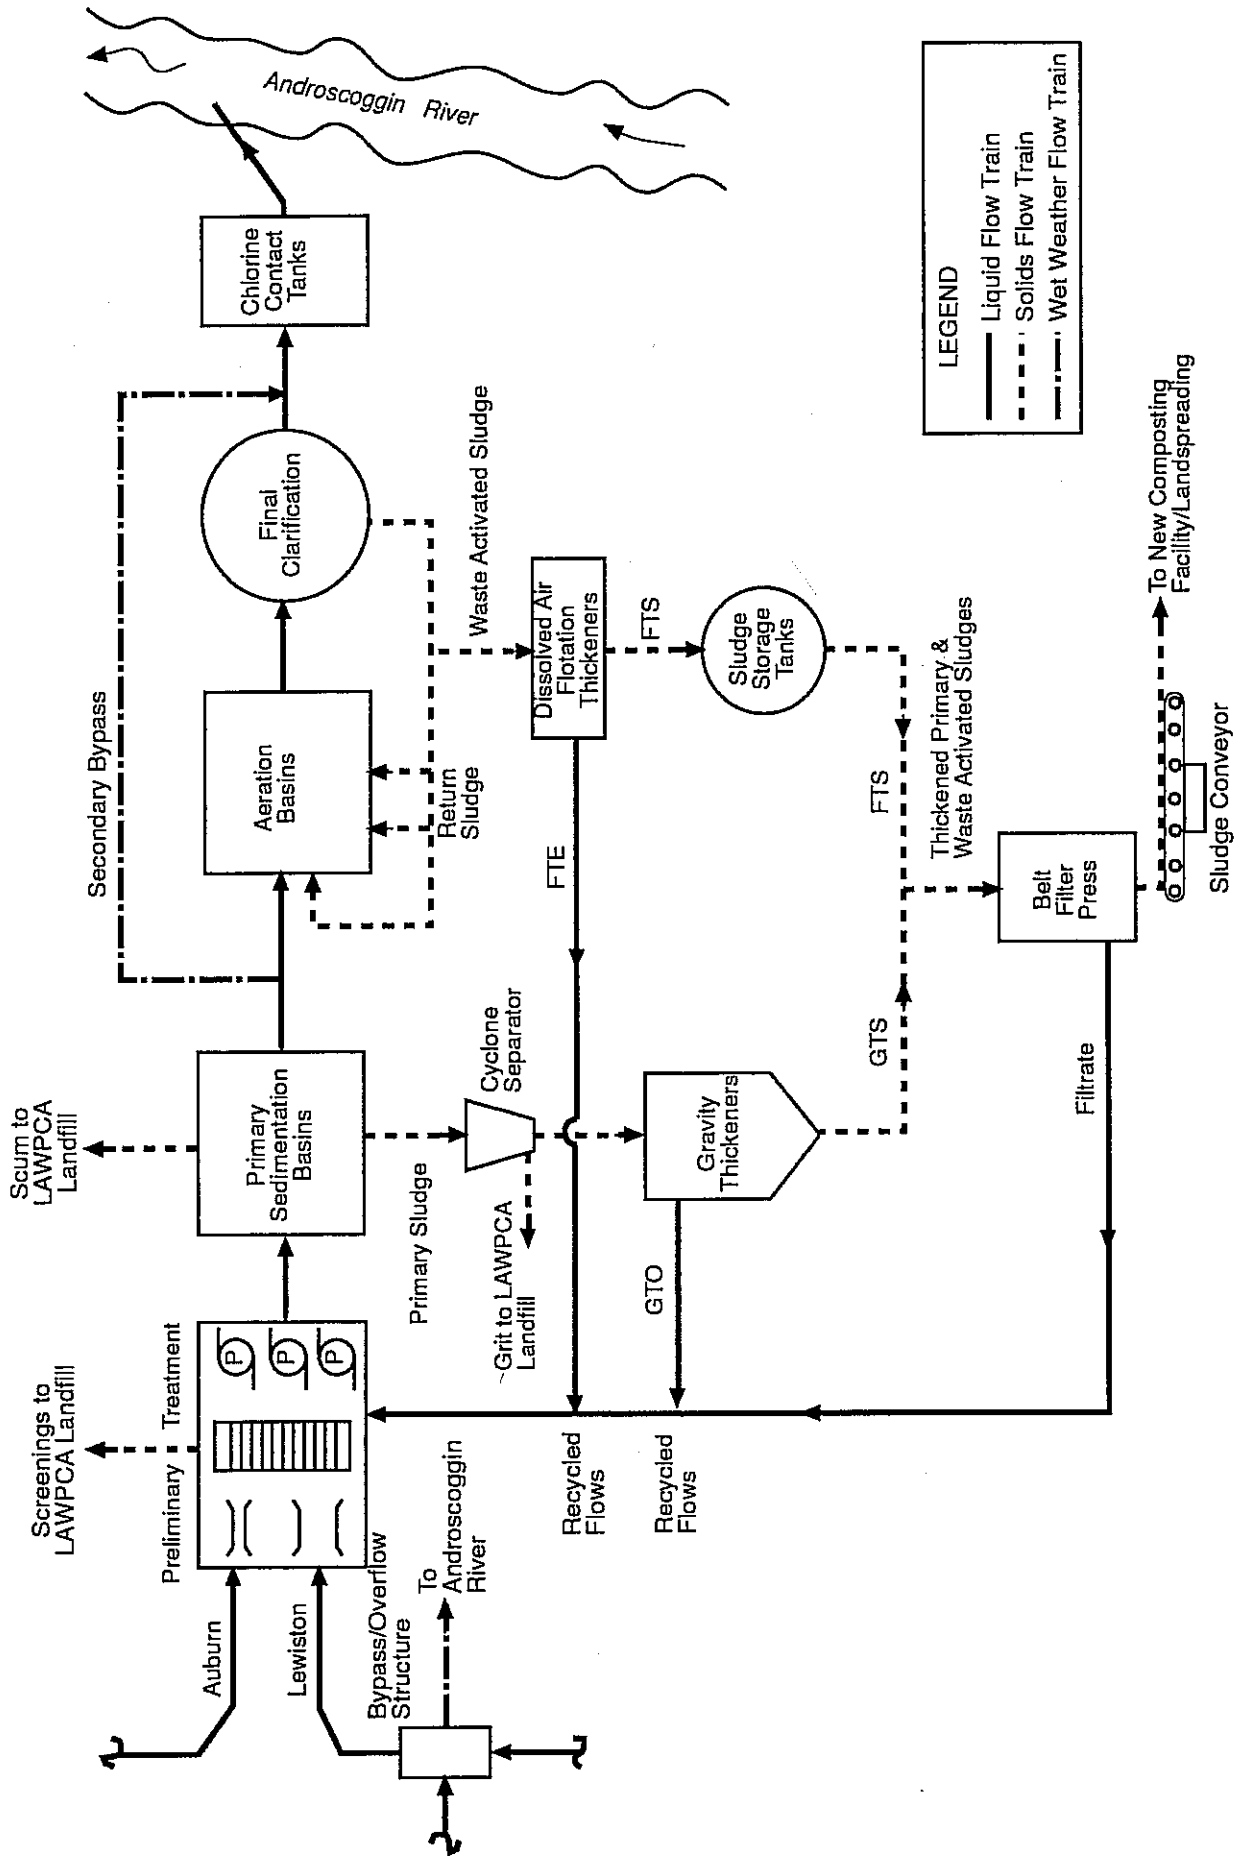 Screenings to
LAWPCA Landfill
Scum to
LAWPCA
Landfill
Secondary Bypass
Auburn
Lewiston
Preliminary Treatment
P
P
P
Primary
Sedimentation
Basins
Aeration
Basins
Final
Clarification
Chlorine
Contact
Tanks
Androscoggin River
Bypass/Overflow
Structure
To
Androscoggin
River
Primary Sludge
Cyclone
Separator
Grit to LAWPCA
Landfill
Return
Sludge
Waste Activated Sludge
Dissolved Air
Flotation
Thickeners
FTE
FTS
Sludge
Storage
Tanks
Recycled
Flows
Recycled
Flows
GTO
Gravity
Thickeners
GTS
FTS
Thickened Primary &
Waste Activated Sludges
Belt
Filter
Press
Filtrate
Sludge Conveyor
To New Composting
Facility/Landspreading
LEGEND
Liquid Flow Train
Solids Flow Train
Wet Weather Flow Train